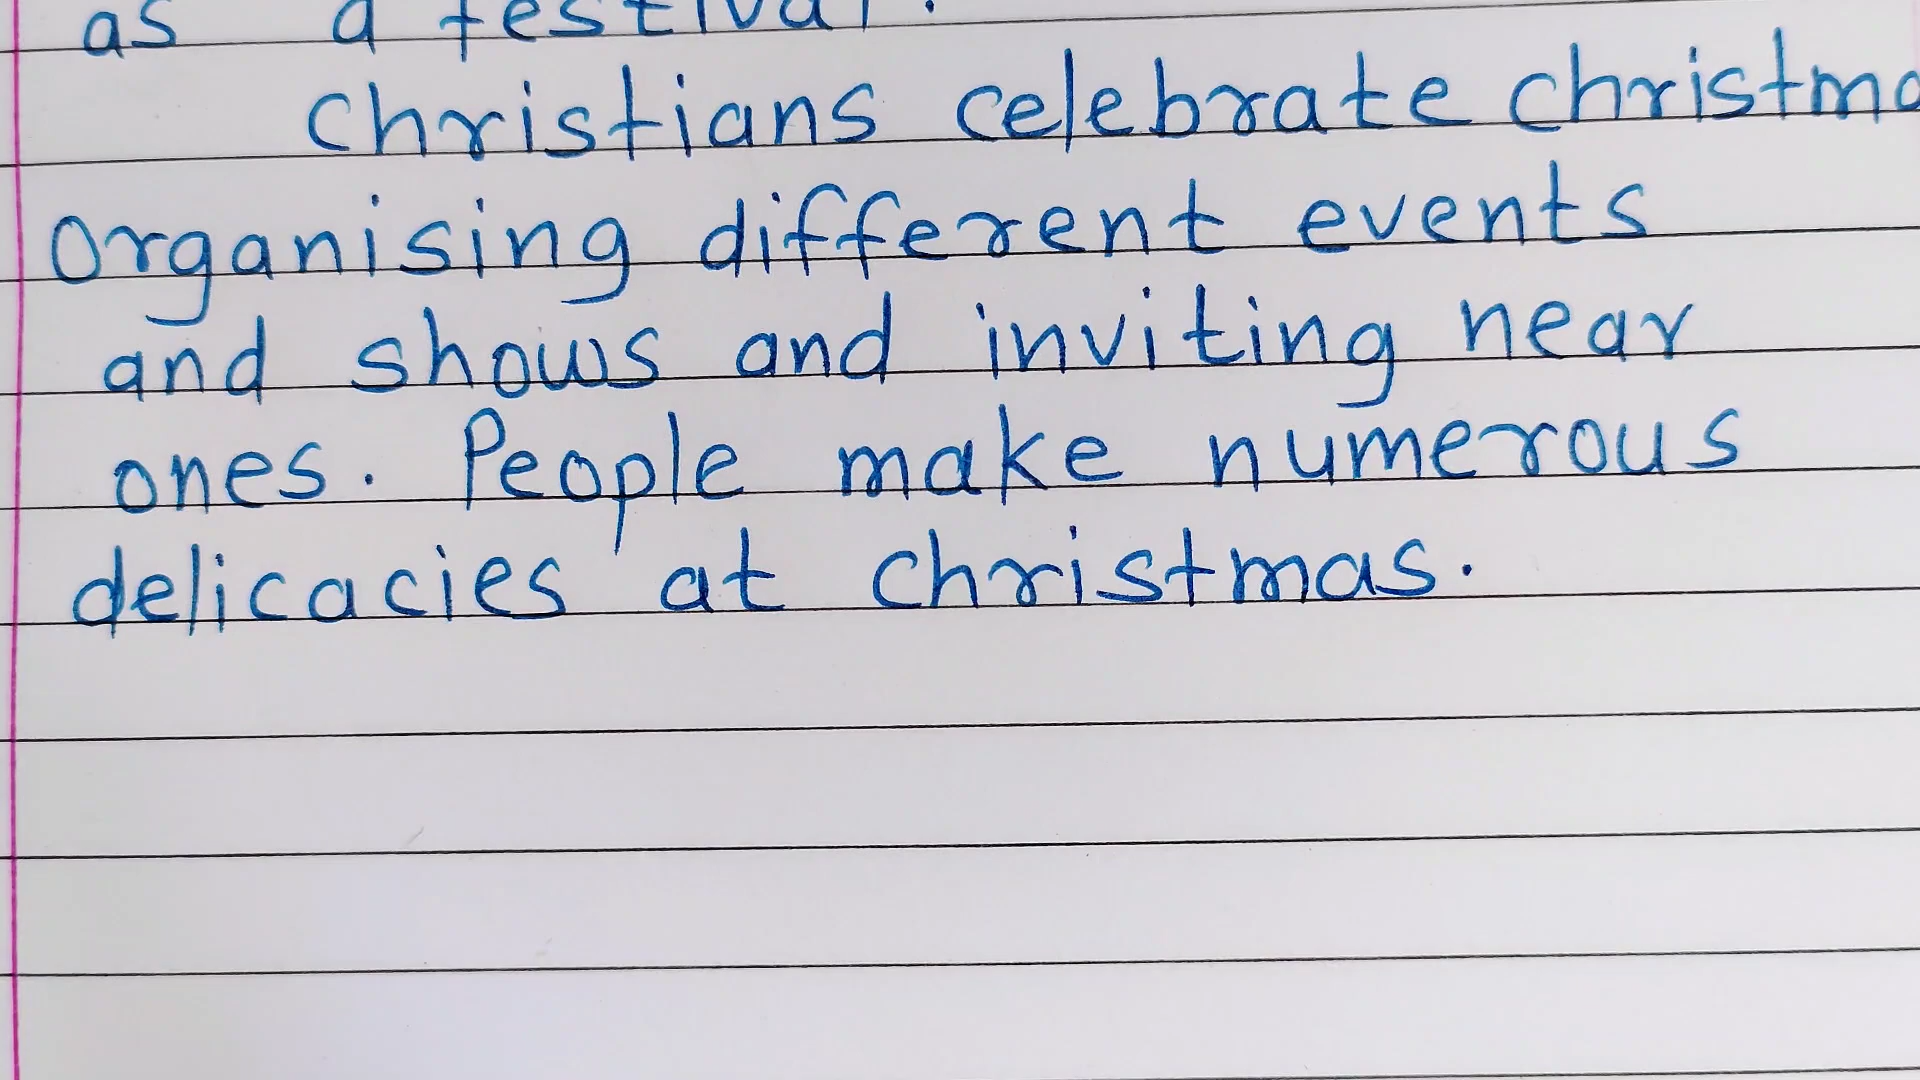 as a festival.
Christians celebrate christma
Organising different events
and shows and inviting near
ones. People make numerous
delicacies at christmas.